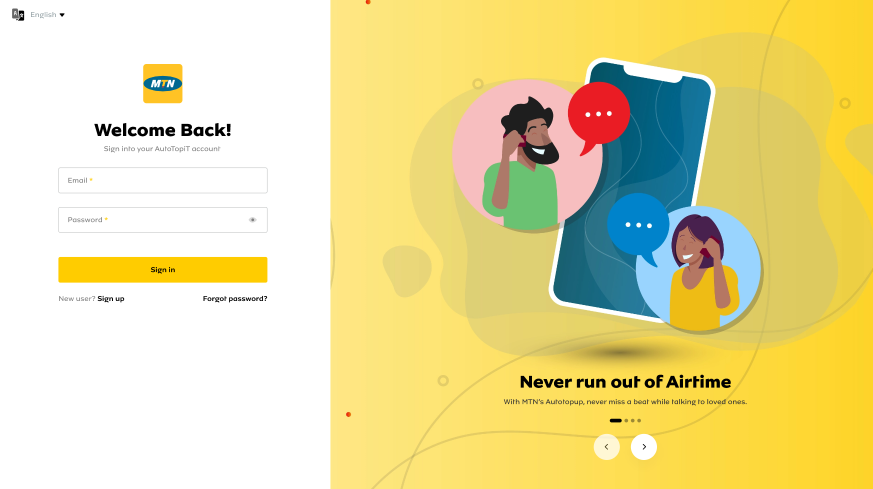 English
MTN
Welcome Back!
Sign into your AutoTopiT account
Email *
Password *
Sign in
New user? Sign up
Forgot password?
Never run out of Airtime
With MTN's Autotopup, never miss a beat while talking to loved ones.